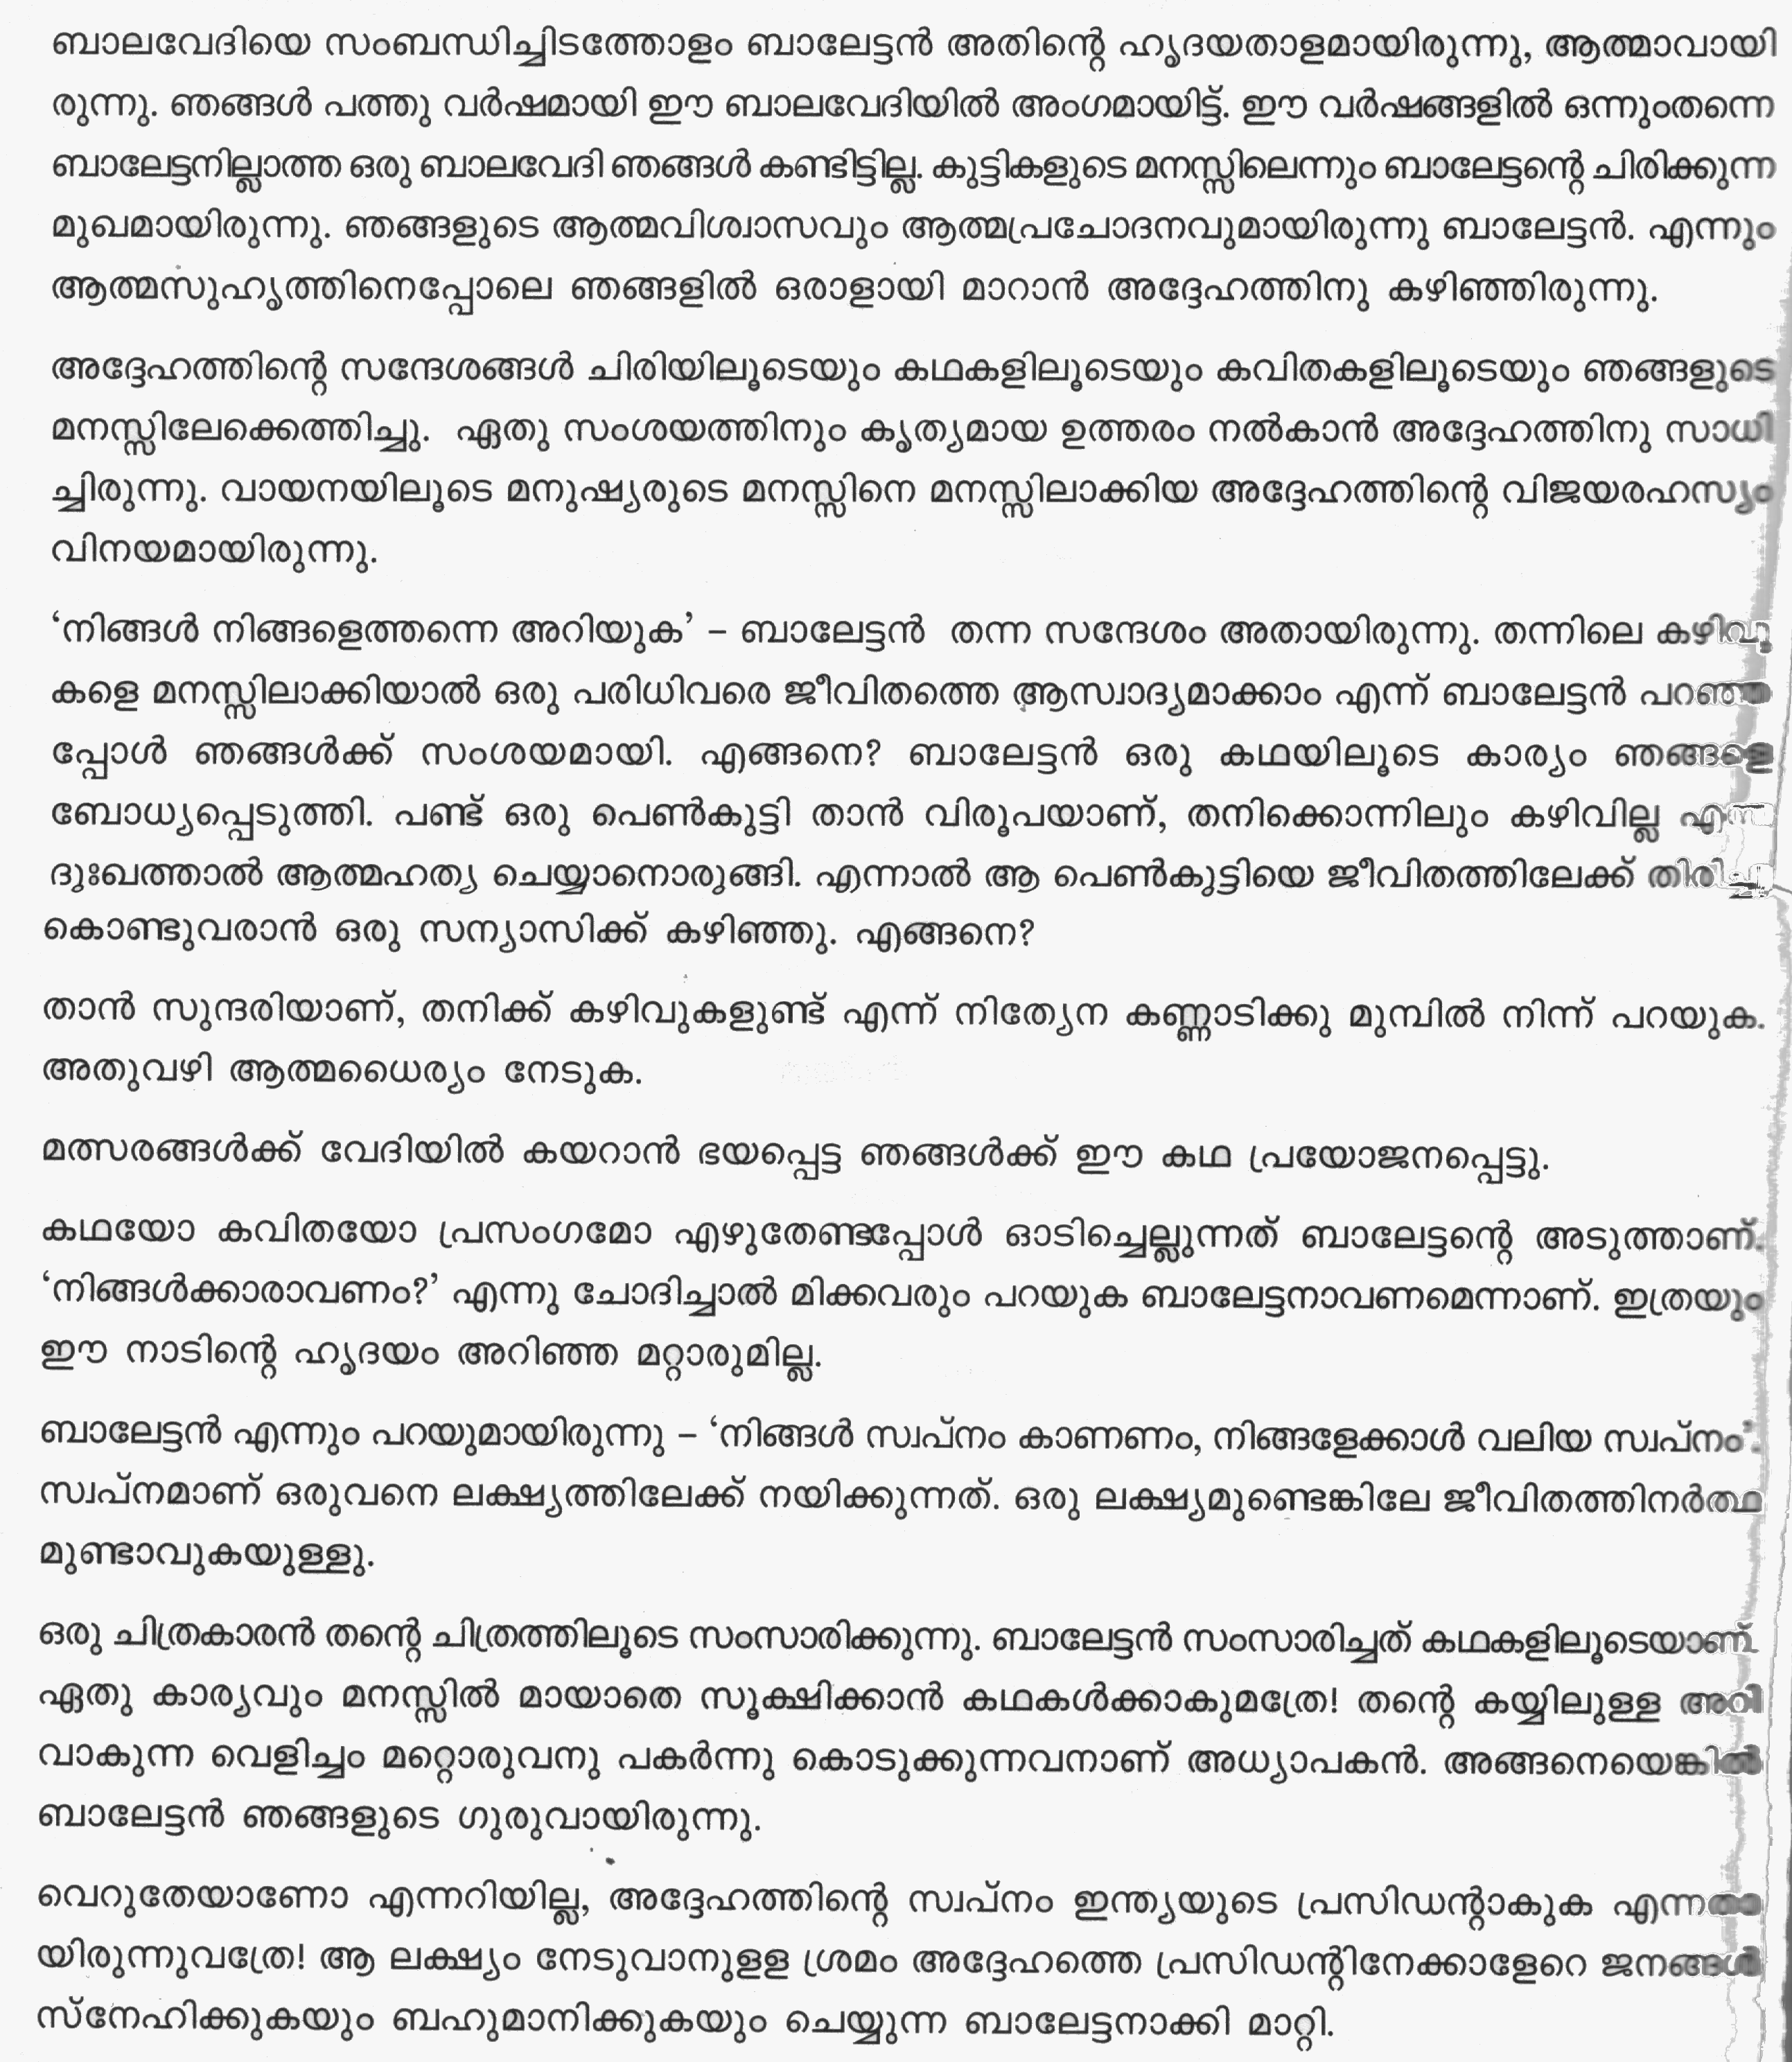 ബാലവേദിയെ സംബന്ധിച്ചിടത്തോളം ബാലേട്ടൻ അതിന്റെ ഹൃദയതാളമായിരുന്നു, ആത്മാവായി
രുന്നു. ഞങ്ങൾ പത്തു വർഷമായി ഈ ബാലവേദിയിൽ അംഗമായിട്ട്. ഈ വർഷങ്ങളിൽ ഒന്നുംതന്നെ
ബാലേട്ടനില്ലാത്ത ഒരു ബാലവേദി ഞങ്ങൾ കണ്ടിട്ടില്ല. കുട്ടികളുടെ മനസ്സിലെന്നും ബാലേട്ടന്റെ ചിരിക്കുന്ന
മുഖമായിരുന്നു. ഞങ്ങളുടെ ആത്മവിശ്വാസവും ആത്മപ്രചോദനവുമായിരുന്നു ബാലേട്ടൻ. എന്നും
ആത്മസുഹൃത്തിനെപ്പോലെ ഞങ്ങളിൽ ഒരാളായി മാറാൻ അദ്ദേഹത്തിനു കഴിഞ്ഞിരുന്നു.
അദ്ദേഹത്തിന്റെ സന്ദേശങ്ങൾ ചിരിയിലൂടെയും കഥകളിലൂടെയും കവിതകളിലൂടെയും ഞങ്ങളുടെ
മനസ്സിലേക്കെത്തിച്ചു. ഏതു സംശയത്തിനും കൃത്യമായ ഉത്തരം നൽകാൻ അദ്ദേഹത്തിനു സാധി
ച്ചിരുന്നു. വായനയിലൂടെ മനുഷ്യരുടെ മനസ്സിനെ മനസ്സിലാക്കിയ അദ്ദേഹത്തിന്റെ വിജയരഹസ്യം
വിനയമായിരുന്നു.
‘നിങ്ങൾ നിങ്ങളെത്തന്നെ അറിയുക’ – ബാലേട്ടൻ തന്ന സന്ദേശം അതായിരുന്നു. തന്നിലെ കഴിവു
കളെ മനസ്സിലാക്കിയാൽ ഒരു പരിധിവരെ ജീവിതത്തെ ആസ്വാദ്യമാക്കാം എന്ന് ബാലേട്ടൻ പറഞ്ഞ
പ്പോൾ ഞങ്ങൾക്ക് സംശയമായി. എങ്ങനെ? ബാലേട്ടൻ ഒരു കഥയിലൂടെ കാര്യം ഞങ്ങളെ
ബോധ്യപ്പെടുത്തി. പണ്ട് ഒരു പെൺകുട്ടി താൻ വിരൂപയാണ്, തനിക്കൊന്നിലും കഴിവില്ല എന്ന
ദുഃഖത്താൽ ആത്മഹത്യ ചെയ്യാനൊരുങ്ങി. എന്നാൽ ആ പെൺകുട്ടിയെ ജീവിതത്തിലേക്ക് തിരിച്ചു
കൊണ്ടുവരാൻ ഒരു സന്യാസിക്ക് കഴിഞ്ഞു. എങ്ങനെ?
താൻ സുന്ദരിയാണ്, തനിക്ക് കഴിവുകളുണ്ട് എന്ന് നിത്യേന കണ്ണാടിക്കു മുമ്പിൽ നിന്ന് പറയുക.
അതുവഴി ആത്മധൈര്യം നേടുക.
മത്സരങ്ങൾക്ക് വേദിയിൽ കയറാൻ ഭയപ്പെട്ട ഞങ്ങൾക്ക് ഈ കഥ പ്രയോജനപ്പെട്ടു.
കഥയോ കവിതയോ പ്രസംഗമോ എഴുതേണ്ടപ്പോൾ ഓടിച്ചെല്ലുന്നത് ബാലേട്ടന്റെ അടുത്താണ്.
‘നിങ്ങൾക്കാരാവണം?’ എന്നു ചോദിച്ചാൽ മിക്കവരും പറയുക ബാലേട്ടനാവണമെന്നാണ്. ഇത്രയും
ഈ നാടിന്റെ ഹൃദയം അറിഞ്ഞ മറ്റാരുമില്ല.
ബാലേട്ടൻ എന്നും പറയുമായിരുന്നു – ‘നിങ്ങൾ സ്വപ്നം കാണണം, നിങ്ങളേക്കാൾ വലിയ സ്വപ്നം’.
സ്വപ്നമാണ് ഒരുവനെ ലക്ഷ്യത്തിലേക്ക് നയിക്കുന്നത്. ഒരു ലക്ഷ്യമുണ്ടെങ്കിലേ ജീവിതത്തിനർത്ഥ
മുണ്ടാവുകയുള്ളു.
ഒരു ചിത്രകാരൻ തന്റെ ചിത്രത്തിലൂടെ സംസാരിക്കുന്നു. ബാലേട്ടൻ സംസാരിച്ചത് കഥകളിലൂടെയാണ്.
ഏതു കാര്യവും മനസ്സിൽ മായാതെ സൂക്ഷിക്കാൻ കഥകൾക്കാകുമത്രേ! തന്റെ കയ്യിലുള്ള അറി
വാകുന്ന വെളിച്ചം മറ്റൊരുവനു പകർന്നു കൊടുക്കുന്നവനാണ് അധ്യാപകൻ. അങ്ങനെയെങ്കിൽ
ബാലേട്ടൻ ഞങ്ങളുടെ ഗുരുവായിരുന്നു.
വെറുതേയാണോ എന്നറിയില്ല, അദ്ദേഹത്തിന്റെ സ്വപ്നം ഇന്ത്യയുടെ പ്രസിഡന്റാകുക എന്നതാ
യിരുന്നുവത്രേ! ആ ലക്ഷ്യം നേടുവാനുളള ശ്രമം അദ്ദേഹത്തെ പ്രസിഡന്റിനേക്കാളേറെ ജനങ്ങൾ
സ്നേഹിക്കുകയും ബഹുമാനിക്കുകയും ചെയ്യുന്ന ബാലേട്ടനാക്കി മാറ്റി.